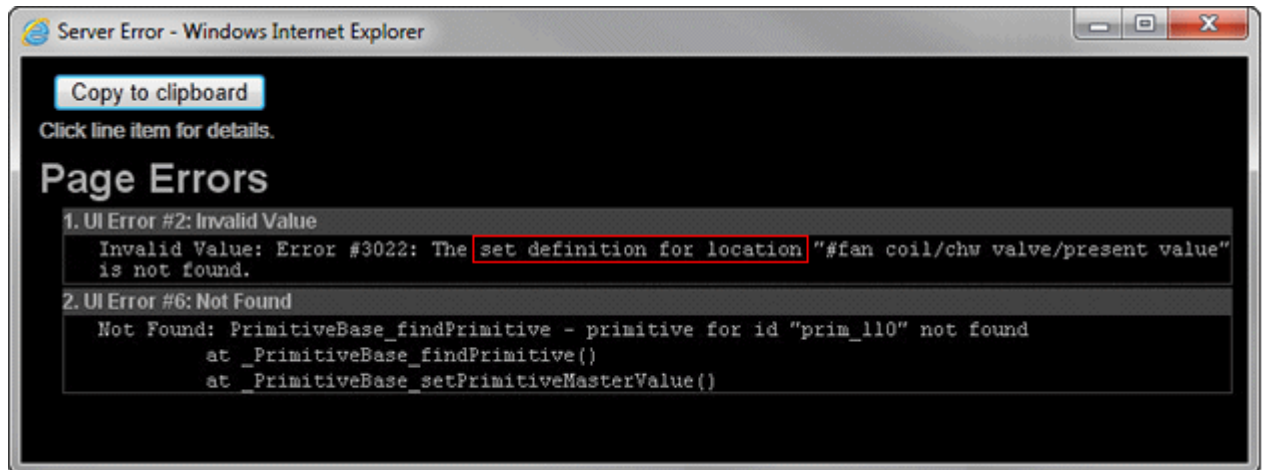 Server Error - Windows Internet Explorer
Copy to clipboard
Click line item for details.
Page Errors
1. UI Error #2: Invalid Value
Invalid Value: Error #3022: The set definition for location "#fan coil/chw valve/present value"
is not found.
2. UI Error #6: Not Found
Not Found: PrimitiveBase_findPrimitive - primitive for id "prim_110" not found
at _PrimitiveBase_findPrimitive()
at _PrimitiveBase_setPrimitiveMasterValue()